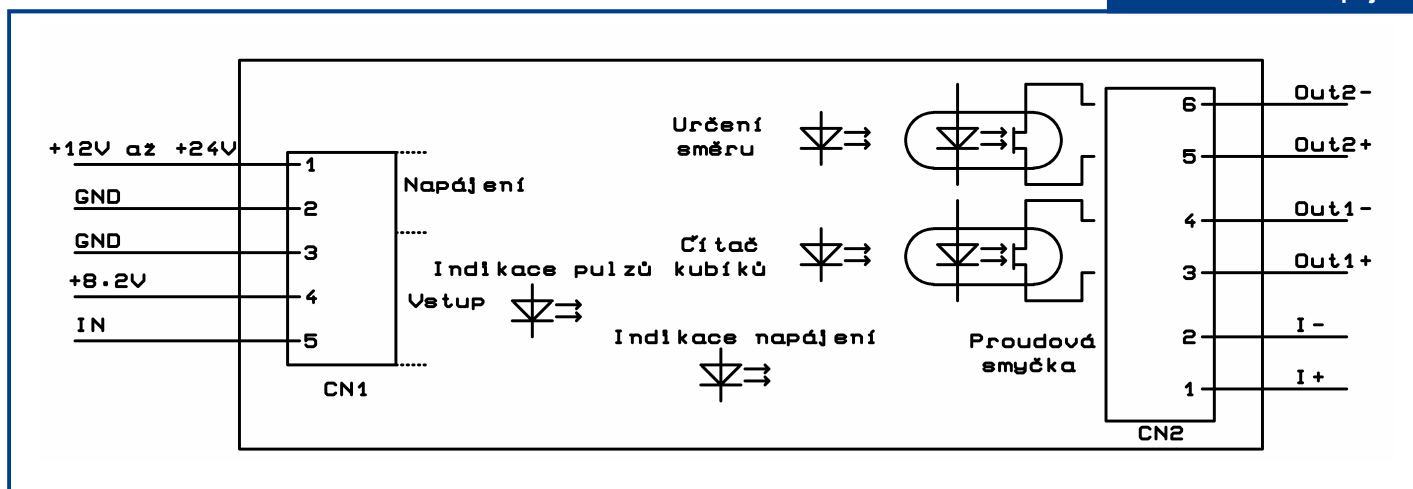 +12V až +24V
GND
GND
+8.2V
IN
1
2
3
4
5
CN1
Napájení
Vstup
Indikace pulzů
Určení
směru
Čítač
kubíků
Indikace napájení
Proudová
smyčka
6
5
4
3
2
1
CN2
Out2-
Out2+
Out1-
Out1+
I-
I+